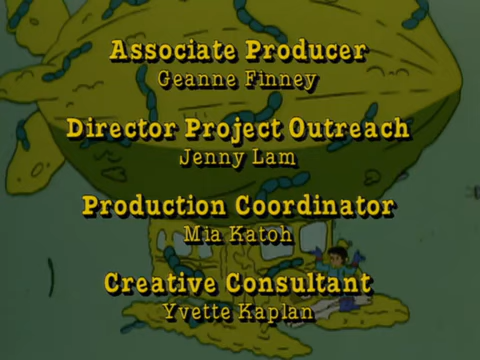 Associate Producer
Geanne Finney
Director Project Outreach
Jenny Lam
Production Coordinator
Mia Katoh
Creative Consultant
Yvette Kaplan